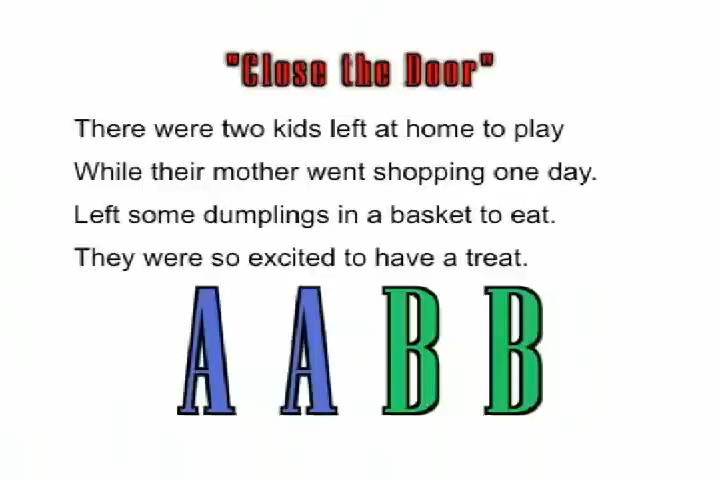 "Close the Door"
There were two kids left at home to play
While their mother went shopping one day.
Left some dumplings in a basket to eat.
They were so excited to have a treat.
A A B B